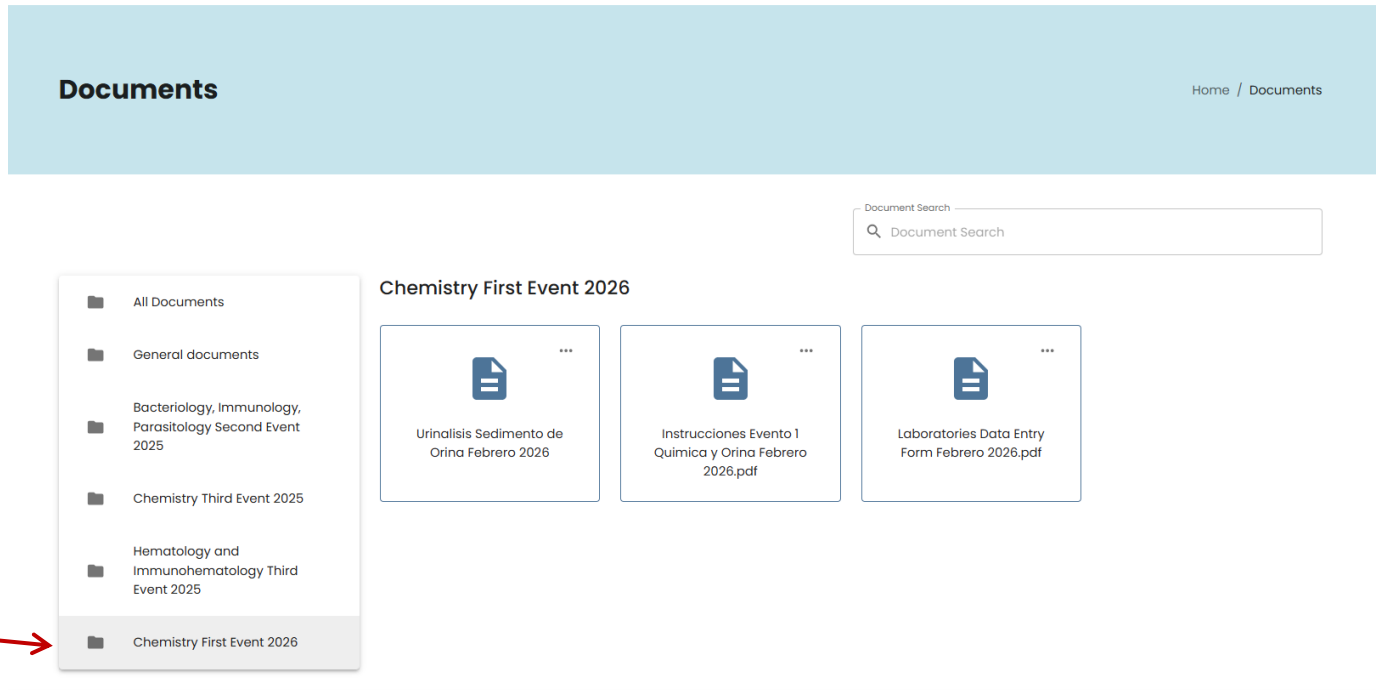 Documents
Home / Documents
Document Search
Document Search
All Documents
General documents
Bacteriology, Immunology,
Parasitology Second Event
2025
Chemistry Third Event 2025
Hematology and
Immunohematology Third
Event 2025
Chemistry First Event 2026
Chemistry First Event 2026
Urinalisis Sedimento de
Orina Febrero 2026
Instrucciones Evento 1
Quimica y Orina Febrero
2026.pdf
Laboratories Data Entry
Form Febrero 2026.pdf